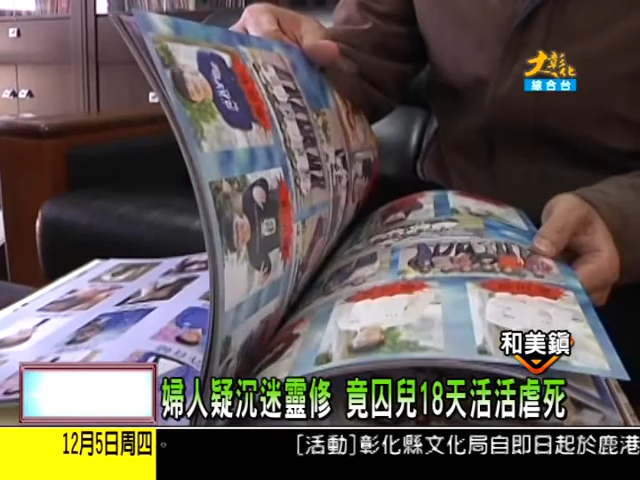 大彰化
綜合台
和美鎮
婦人疑沉迷靈修 竟囚兒18天活活虐死
12月5日周四
。 [活動]彰化縣文化局自即日起於鹿港